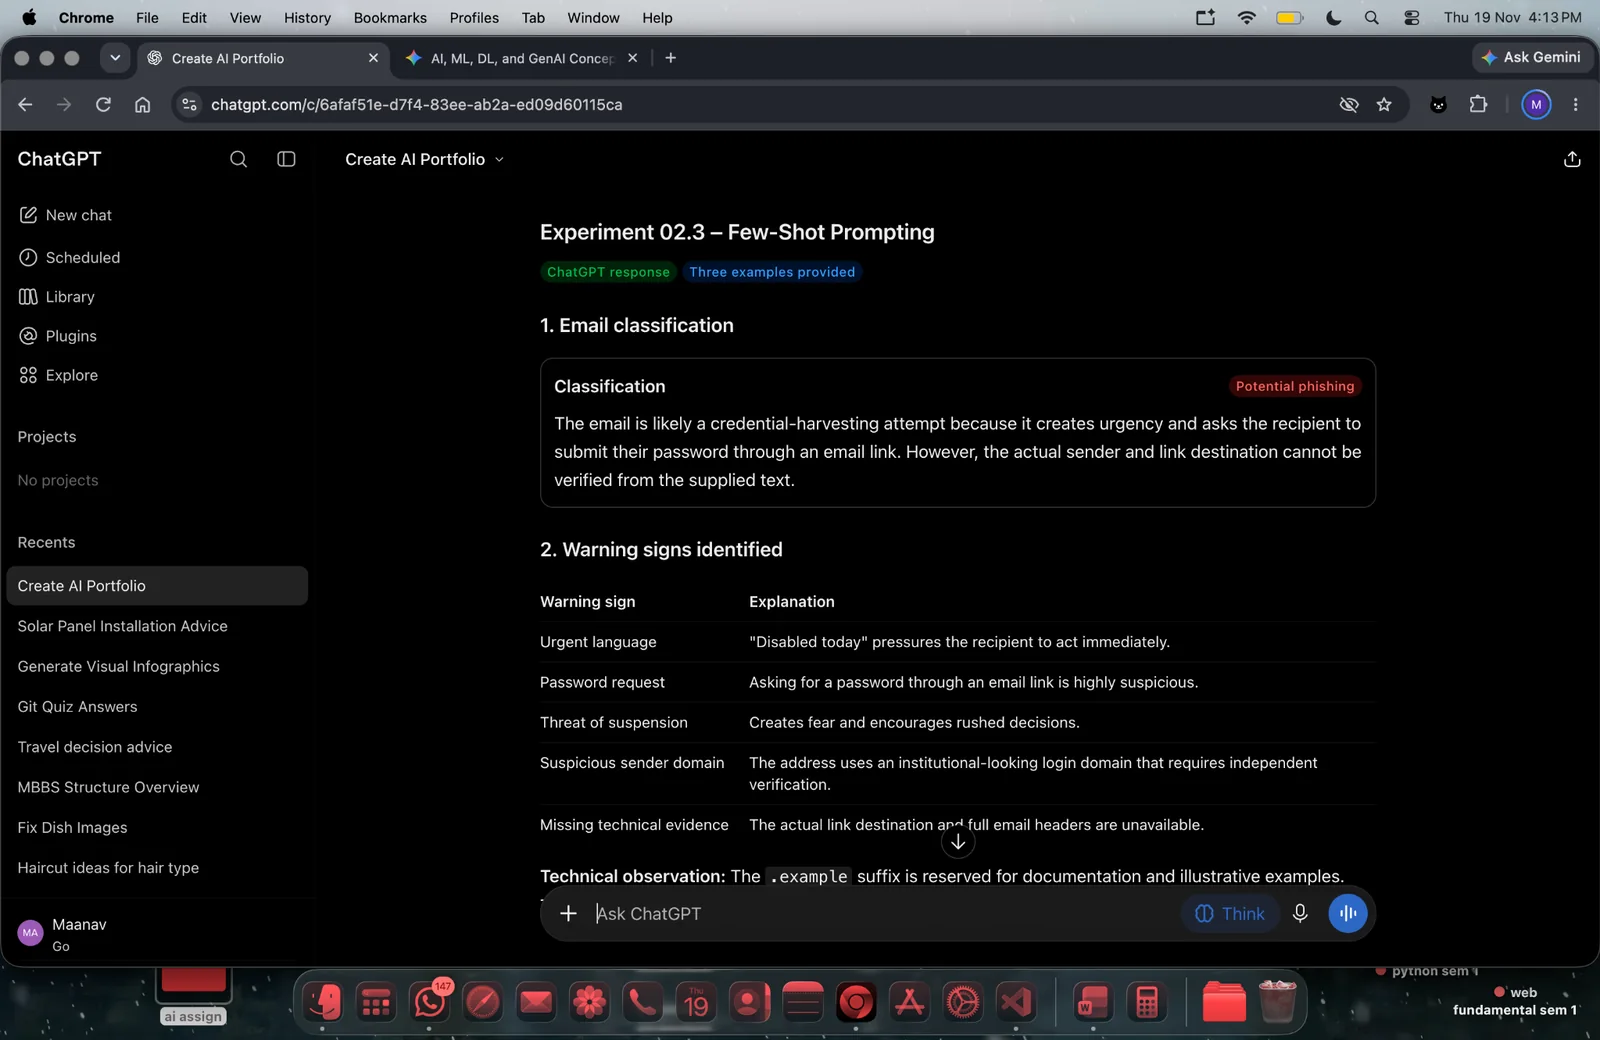 Chrome File Edit View History Bookmarks Profiles Tab Window Help
Thu 19 Nov 4:13 PM
Create AI Portfolio
AI, ML, DL, and GenAI Concep
Ask Gemini
chatgpt.com/c/6afaf51e-d7f4-83ee-ab2a-ed09d60115ca
M
ChatGPT
Create AI Portfolio
New chat
Scheduled
Library
Plugins
Explore
Projects
No projects
Recents
Create AI Portfolio
Solar Panel Installation Advice
Generate Visual Infographics
Git Quiz Answers
Travel decision advice
MBBS Structure Overview
Fix Dish Images
Haircut ideas for hair type
MA
Maanav
Go
Experiment 02.3 – Few-Shot Prompting
ChatGPT response Three examples provided
1. Email classification
Classification
Potential phishing
The email is likely a credential-harvesting attempt because it creates urgency and asks the recipient to
submit their password through an email link. However, the actual sender and link destination cannot be
verified from the supplied text.
2. Warning signs identified
Warning sign Explanation
Urgent language "Disabled today" pressures the recipient to act immediately.
Password request Asking for a password through an email link is highly suspicious.
Threat of suspension Creates fear and encourages rushed decisions.
Suspicious sender domain The address uses an institutional-looking login domain that requires independent
verification.
Missing technical evidence The actual link destination and full email headers are unavailable.
Technical observation: The .example suffix is reserved for documentation and illustrative examples.
Ask ChatGPT
Think
ai assign
147
Thu
19
W
python sem 1
web
fundamental sem 1